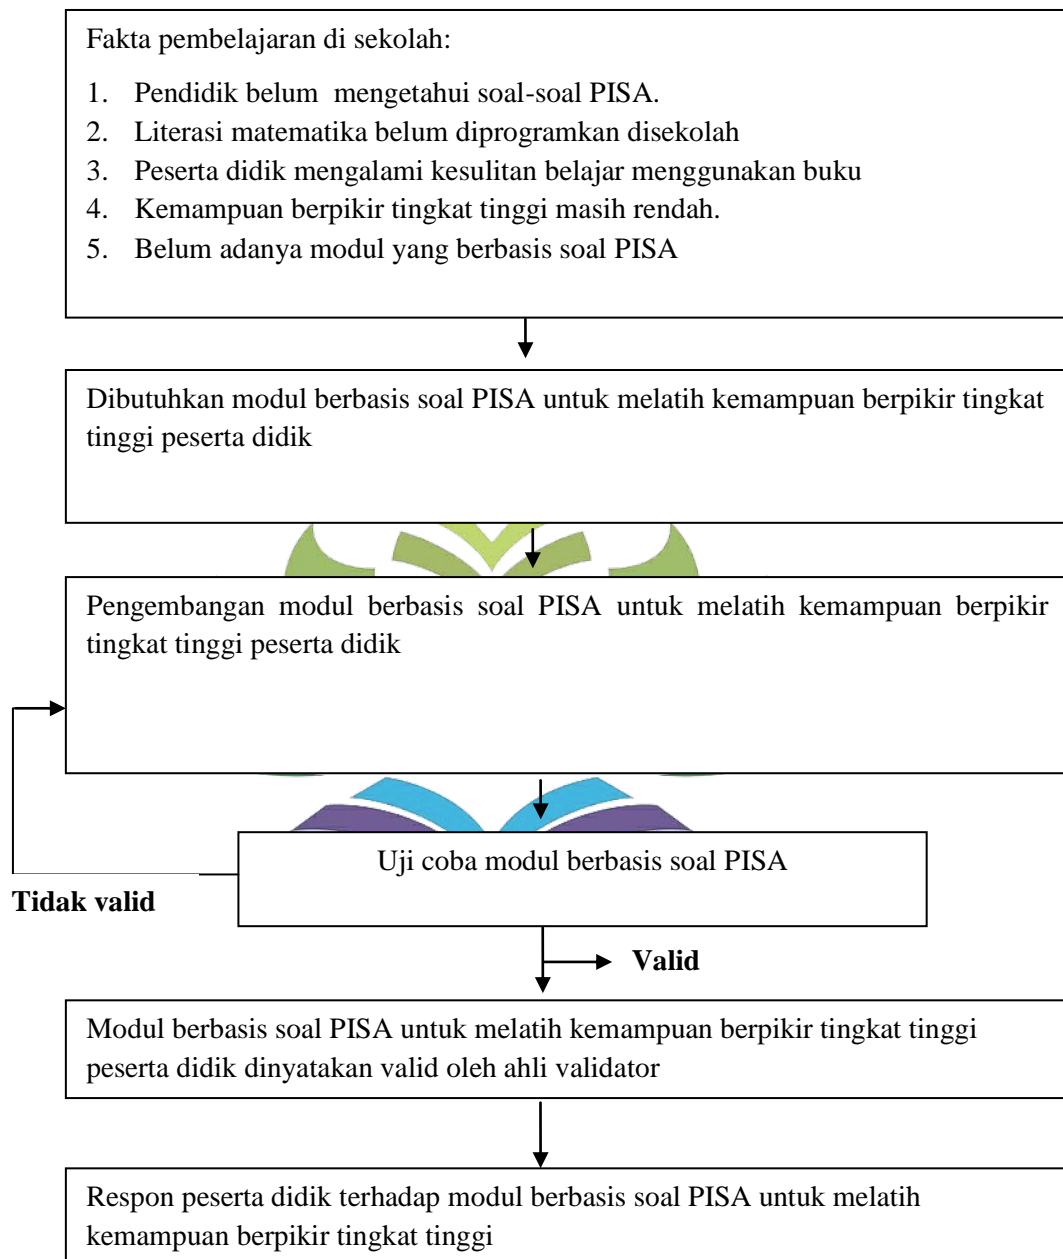 Fakta pembelajaran di sekolah:
1. Pendidik belum mengetahui soal-soal PISA.
2. Literasi matematika belum diprogramkan disekolah
3. Peserta didik mengalami kesulitan belajar menggunakan buku
4. Kemampuan berpikir tingkat tinggi masih rendah.
5. Belum adanya modul yang berbasis soal PISA
Dibutuhkan modul berbasis soal PISA untuk melatih kemampuan berpikir tingkat
tinggi peserta didik
Pengembangan modul berbasis soal PISA untuk melatih kemampuan berpikir
tingkat tinggi peserta didik
Uji coba modul berbasis soal PISA
Tidak valid
Valid
Modul berbasis soal PISA untuk melatih kemampuan berpikir tingkat tinggi
peserta didik dinyatakan valid oleh ahli validator
Respon peserta didik terhadap modul berbasis soal PISA untuk melatih
kemampuan berpikir tingkat tinggi